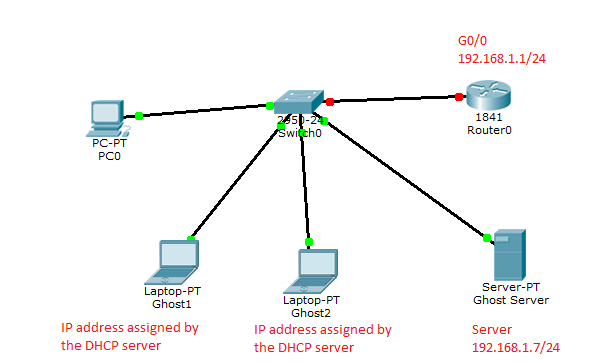 G0/0
192.168.1.1/24
2950-24
Switch0
1841
Router0
PC-PT
PC0
Laptop-PT
Ghost1
Laptop-PT
Ghost2
Server-PT
Ghost Server
IP address assigned by
the DHCP server
IP address assigned by
the DHCP server
Server
192.168.1.7/24